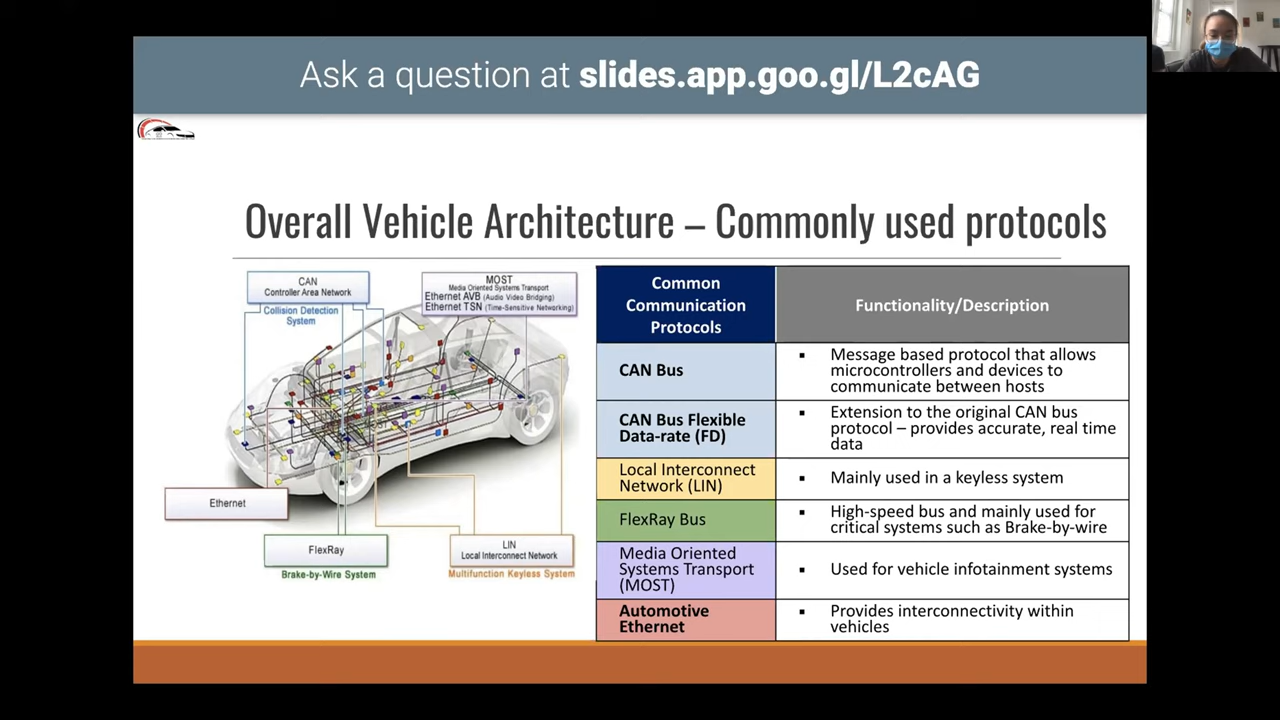 Ask a question at slides.app.goo.gl/L2cAG
Overall Vehicle Architecture – Commonly used protocols
CAN
Controller Area Network
Collision Detection
System
MOST
Media Oriented Systems Transport
Ethernet AVB (Audio Video Bridging)
Ethernet TSN (Time-Sensitive Networking)
Ethernet
FlexRay
Brake-by-Wire System
LIN
Local Interconnect Network
Multifunction Keyless System
Common
Communication
Protocols
Functionality/Description
CAN Bus
▪ Message based protocol that allows
microcontrollers and devices to
communicate between hosts
CAN Bus Flexible
Data-rate (FD)
▪ Extension to the original CAN bus
protocol – provides accurate, real time
data
Local Interconnect
Network (LIN)
▪ Mainly used in a keyless system
FlexRay Bus
▪ High-speed bus and mainly used for
critical systems such as Brake-by-wire
Media Oriented
Systems Transport
(MOST)
▪ Used for vehicle infotainment systems
Automotive
Ethernet
▪ Provides interconnectivity within
vehicles